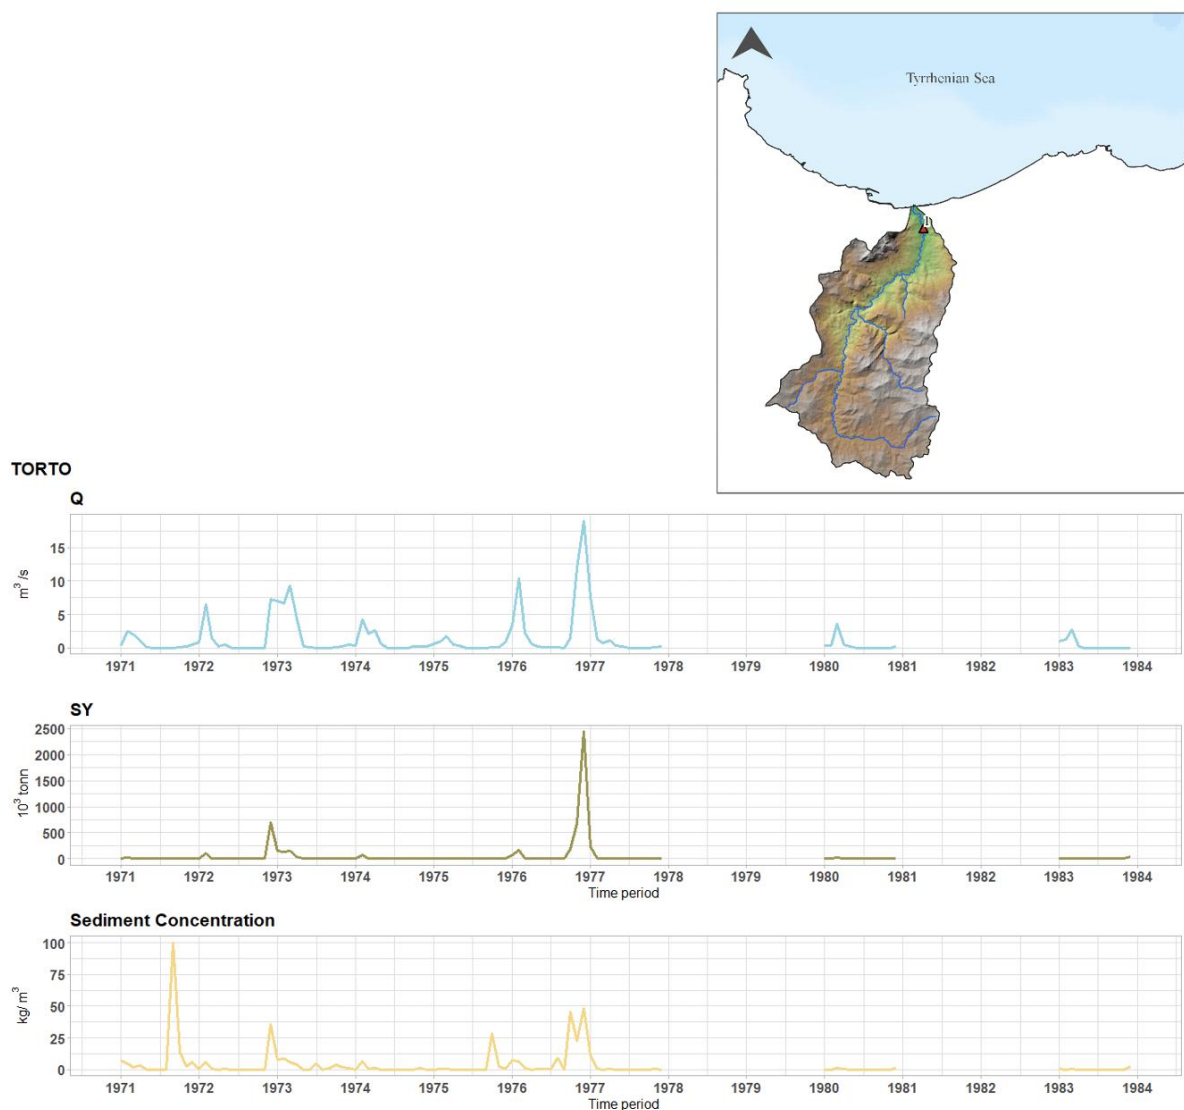 Tyrrhenian Sea
1
TORTO
Q
m³ /s
15
10
5
0
1971 1972 1973 1974 1975 1976 1977 1978 1979 1980 1981 1982 1983 1984
SY
10³ tonn
2500
2000
1500
1000
500
0
1971 1972 1973 1974 1975 1976 1977 1978 1979 1980 1981 1982 1983 1984
Time period
Sediment Concentration
kg/ m³
100
75
50
25
0
1971 1972 1973 1974 1975 1976 1977 1978 1979 1980 1981 1982 1983 1984
Time period